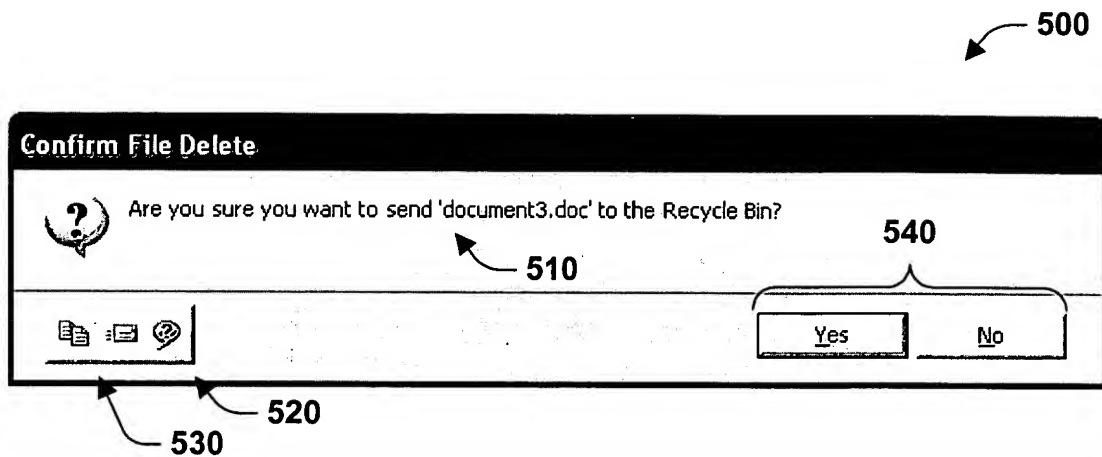 500
Confirm File Delete
Are you sure you want to send 'document3.doc' to the Recycle Bin?
540
510
Yes No
520
530